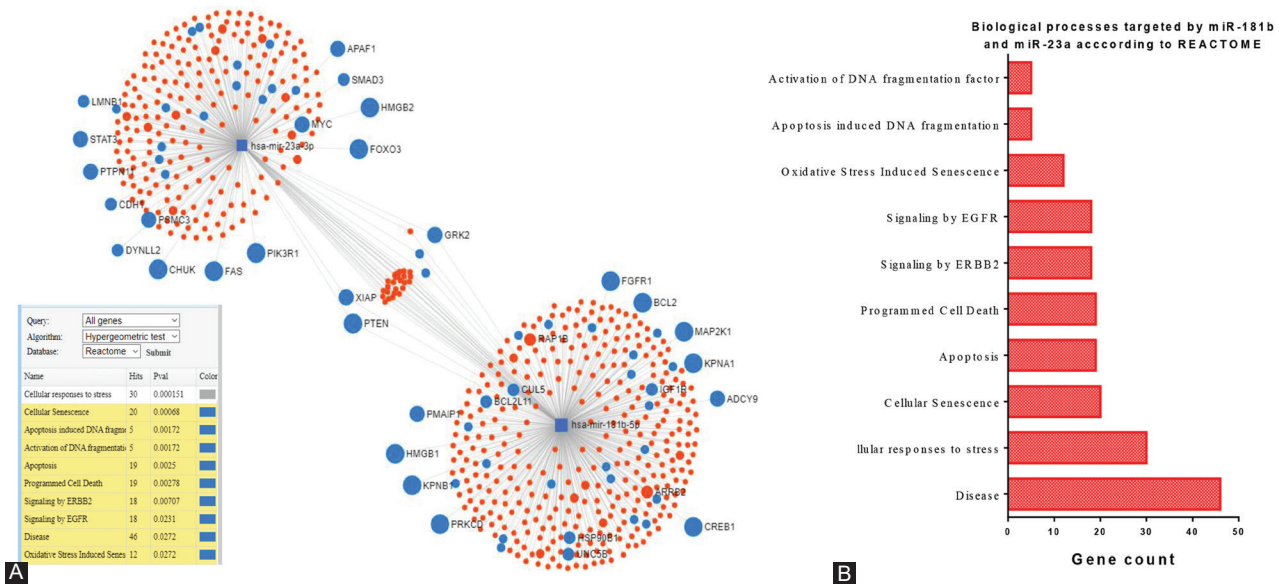 APAF1
SMAD3
LMNB1
HMGB2
MYC
STAT3
hsa-mir-23a-3p
FOXO3
PTPN11
CDH1
PSMC3
GRK2
DYNLL2
PIK3R1
CHUK
FAS
XIAP
FGFR1
BCL2
PTEN
RAP1B
MAP2K1
KPNA1
CUL5
IGF1R
BCL2L11
ADCY9
PMAIP1
hsa-mir-181b-5p
HMGB1
KPNB1
ARRB2
PRKCD
CREB1
HSP90B1
UNC5B
Query: All genes
Algorithm: Hypergeometric test
Database: Reactome Submit
Name Hits Pval Color
Cellular responses to stress 30 0.000151
Cellular Senescence 20 0.00068
Apoptosis induced DNA fragme 5 0.00172
Activation of DNA fragmentati 5 0.00172
Apoptosis 19 0.0025
Programmed Cell Death 19 0.00278
Signaling by ERBB2 18 0.00707
Signaling by EGFR 18 0.0231
Disease 46 0.0272
Oxidative Stress Induced Senes 12 0.0272
A
Biological processes targeted by miR-181b
and miR-23a acccording to REACTOME
Activation of DNA fragmentation factor
Apoptosis induced DNA fragmentation
Oxidative Stress Induced Senescence
Signaling by EGFR
Signaling by ERBB2
Programmed Cell Death
Apoptosis
Cellular Senescence
llular responses to stress
Disease
0 10 20 30 40 50
Gene count
B